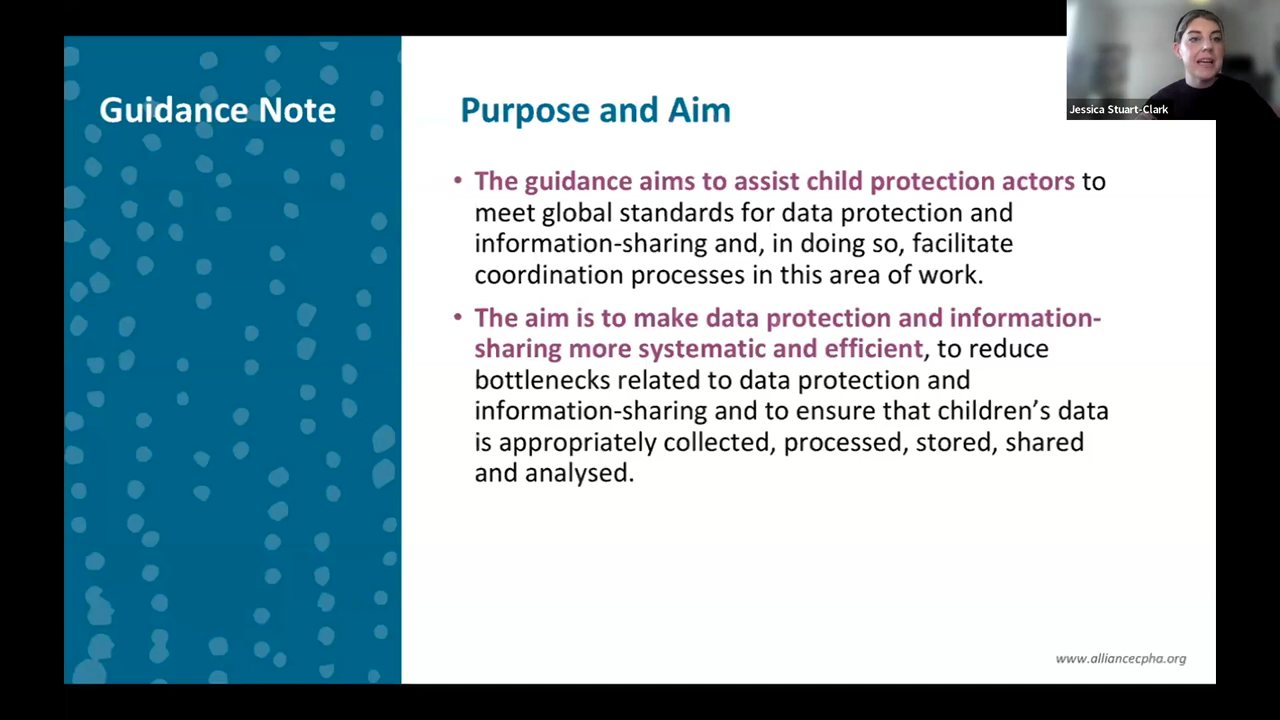 Jessica Stuart-Clark
Guidance Note
Purpose and Aim
• The guidance aims to assist child protection actors to
meet global standards for data protection and
information-sharing and, in doing so, facilitate
coordination processes in this area of work.
• The aim is to make data protection and information-
sharing more systematic and efficient, to reduce
bottlenecks related to data protection and
information-sharing and to ensure that children’s data
is appropriately collected, processed, stored, shared
and analysed.
www.alliancecpha.org